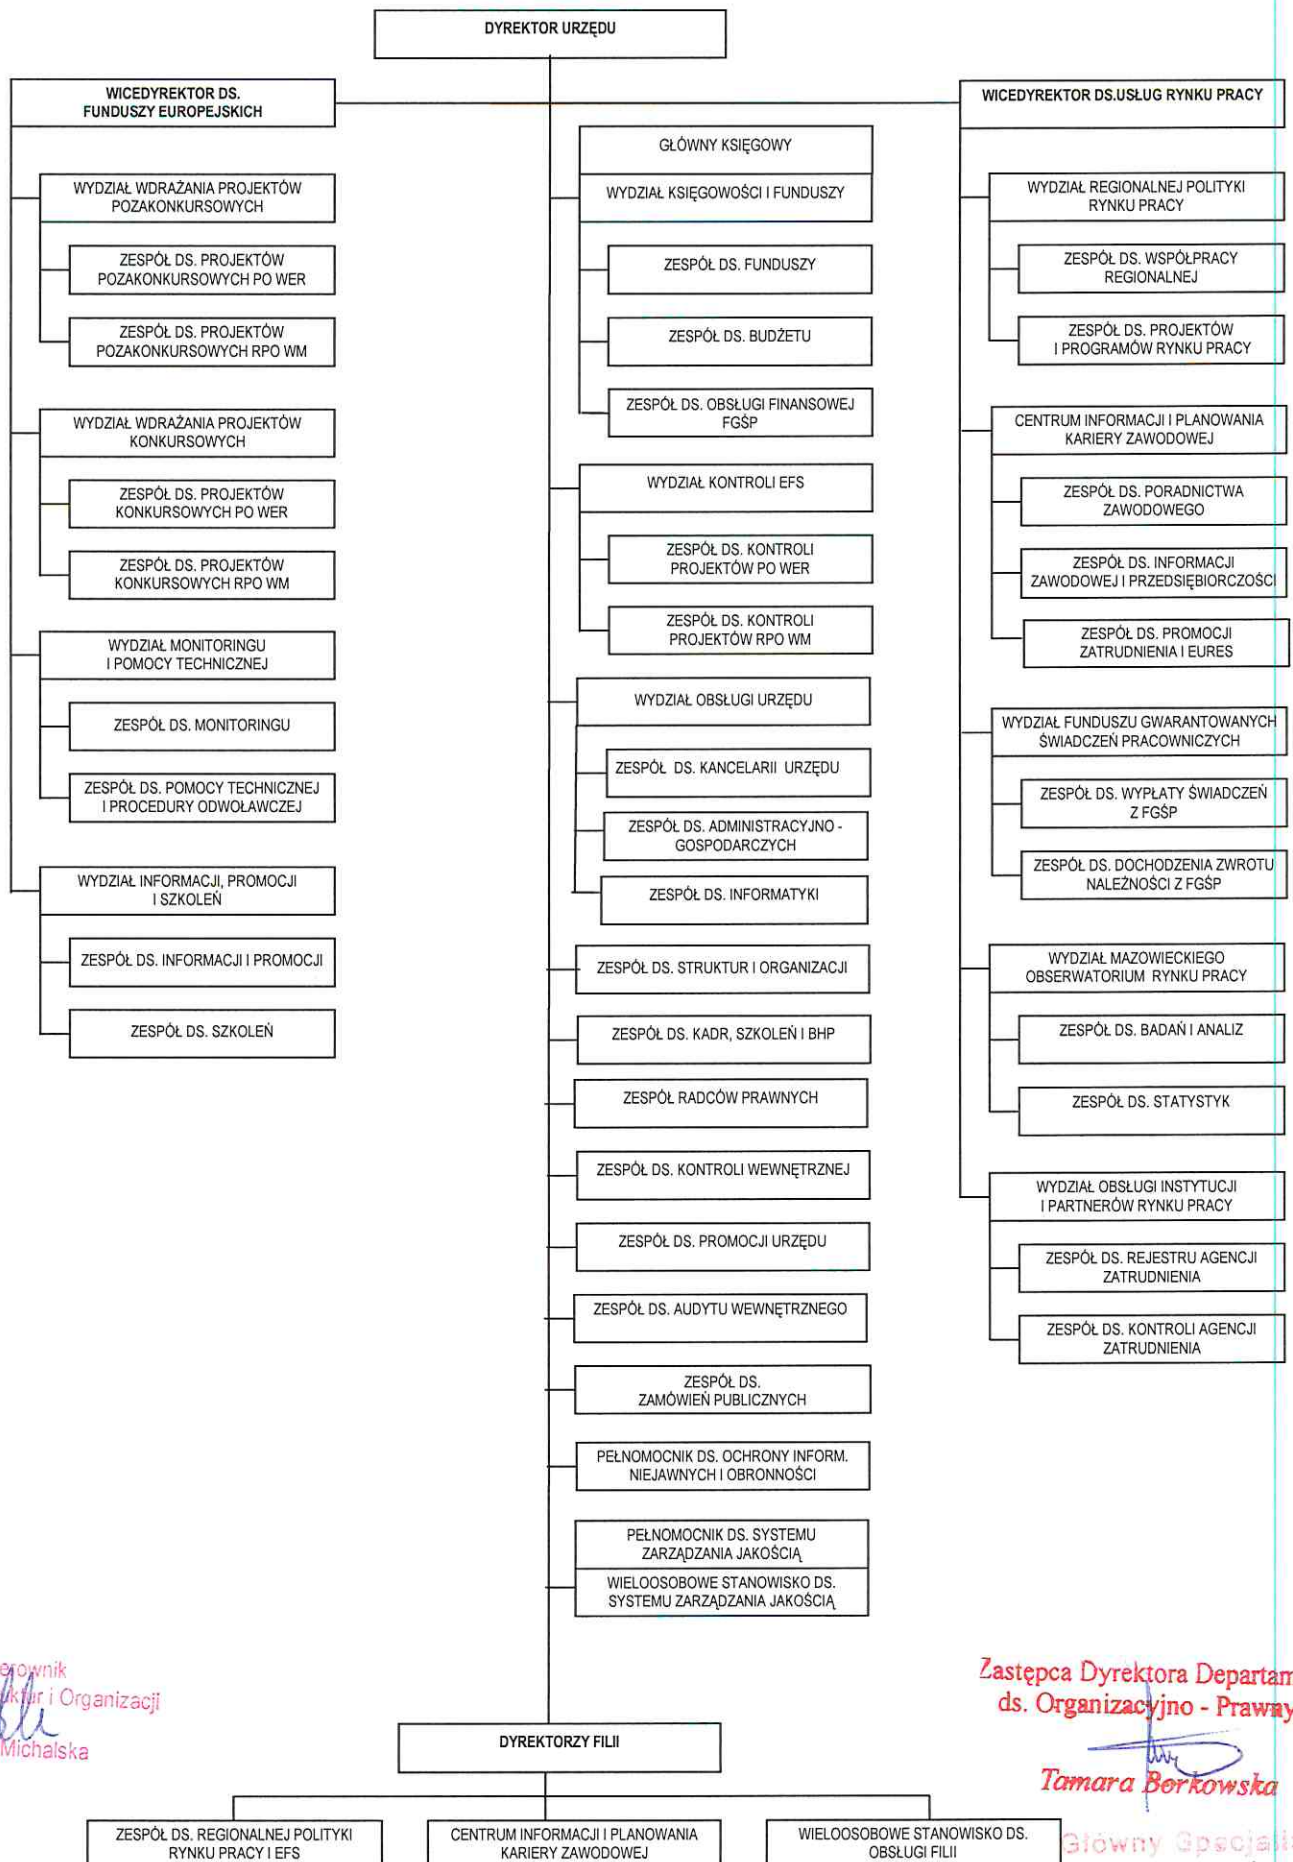 DYREKTOR URZĘDU
WICEDYREKTOR DS.
FUNDUSZY EUROPEJSKICH
WYDZIAŁ WDRAŻANIA PROJEKTÓW
POZAKONKURSOWYCH
ZESPÓŁ DS. PROJEKTÓW
POZAKONKURSOWYCH PO WER
ZESPÓŁ DS. PROJEKTÓW
POZAKONKURSOWYCH RPO WM
WYDZIAŁ WDRAŻANIA PROJEKTÓW
KONKURSOWYCH
ZESPÓŁ DS. PROJEKTÓW
KONKURSOWYCH PO WER
ZESPÓŁ DS. PROJEKTÓW
KONKURSOWYCH RPO WM
WYDZIAŁ MONITORINGU
I POMOCY TECHNICZNEJ
ZESPÓŁ DS. MONITORINGU
ZESPÓŁ DS. POMOCY TECHNICZNEJ
I PROCEDURY ODWOŁAWCZEJ
WYDZIAŁ INFORMACJI, PROMOCJI
I SZKOLEŃ
ZESPÓŁ DS. INFORMACJI I PROMOCJI
ZESPÓŁ DS. SZKOLEŃ
GŁÓWNY KSIĘGOWY
WYDZIAŁ KSIĘGOWOŚCI I FUNDUSZY
ZESPÓŁ DS. FUNDUSZY
ZESPÓŁ DS. BUDŻETU
ZESPÓŁ DS. OBSŁUGI FINANSOWEJ
FGŚP
WYDZIAŁ KONTROLI EFS
ZESPÓŁ DS. KONTROLI
PROJEKTÓW PO WER
ZESPÓŁ DS. KONTROLI
PROJEKTÓW RPO WM
WYDZIAŁ OBSŁUGI URZĘDU
ZESPÓŁ DS. KANCELARII URZĘDU
ZESPÓŁ DS. ADMINISTRACYJNO -
GOSPODARCZYCH
ZESPÓŁ DS. INFORMATYKI
ZESPÓŁ DS. STRUKTUR I ORGANIZACJI
ZESPÓŁ DS. KADR, SZKOLEŃ I BHP
ZESPÓŁ RADCÓW PRAWNYCH
ZESPÓŁ DS. KONTROLI WEWNĘTRZNEJ
ZESPÓŁ DS. PROMOCJI URZĘDU
ZESPÓŁ DS. AUDYTU WEWNĘTRZNEGO
ZESPÓŁ DS.
ZAMÓWIEŃ PUBLICZNYCH
PEŁNOMOCNIK DS. OCHRONY INFORM.
NIEJAWNYCH I OBRONNOŚCI
PEŁNOMOCNIK DS. SYSTEMU
ZARZĄDZANIA JAKOŚCIĄ
WIELOOSOBOWE STANOWISKO DS.
SYSTEMU ZARZĄDZANIA JAKOŚCIĄ
WICEDYREKTOR DS.USŁUG RYNKU PRACY
WYDZIAŁ REGIONALNEJ POLITYKI
RYNKU PRACY
ZESPÓŁ DS. WSPÓŁPRACY
REGIONALNEJ
ZESPÓŁ DS. PROJEKTÓW
I PROGRAMÓW RYNKU PRACY
CENTRUM INFORMACJI I PLANOWANIA
KARIERY ZAWODOWEJ
ZESPÓŁ DS. PORADNICTWA
ZAWODOWEGO
ZESPÓŁ DS. INFORMACJI
ZAWODOWEJ I PRZEDSIĘBIORCZOŚCI
ZESPÓŁ DS. PROMOCJI
ZATRUDNIENIA I EURES
WYDZIAŁ FUNDUSZU GWARANTOWANYCH
ŚWIADCZEŃ PRACOWNICZYCH
ZESPÓŁ DS. WYPŁATY ŚWIADCZEŃ
Z FGŚP
ZESPÓŁ DS. DOCHODZENIA ZWROTU
NALEŻNOŚCI Z FGŚP
WYDZIAŁ MAZOWIECKIEGO
OBSERWATORIUM RYNKU PRACY
ZESPÓŁ DS. BADAŃ I ANALIZ
ZESPÓŁ DS. STATYSTYK
WYDZIAŁ OBSŁUGI INSTYTUCJI
I PARTNERÓW RYNKU PRACY
ZESPÓŁ DS. REJESTRU AGENCJI
ZATRUDNIENIA
ZESPÓŁ DS. KONTROLI AGENCJI
ZATRUDNIENIA
erownik
i Organizacji
Michalska
Zastępca Dyrektora Departam
ds. Organizacyjno - Prawny
Tamara Borkowska
DYREKTORZY FILII
ZESPÓŁ DS. REGIONALNEJ POLITYKI
RYNKU PRACY I EFS
CENTRUM INFORMACJI I PLANOWANIA
KARIERY ZAWODOWEJ
WIELOOSOBOWE STANOWISKO DS.
OBSŁUGI FILII
Główny Specjalis